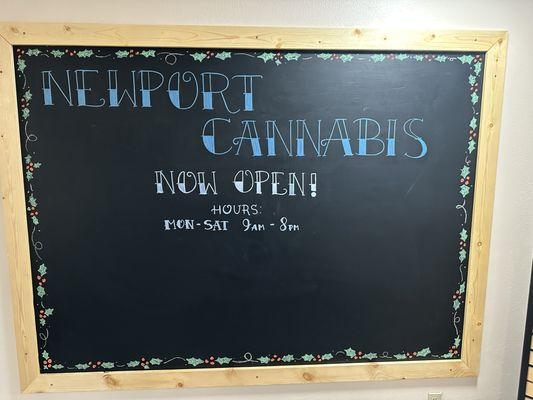 NEWPORT
CANNABIS
NOW OPEN!
HOURS:
MON-SAT 9AM-8PM